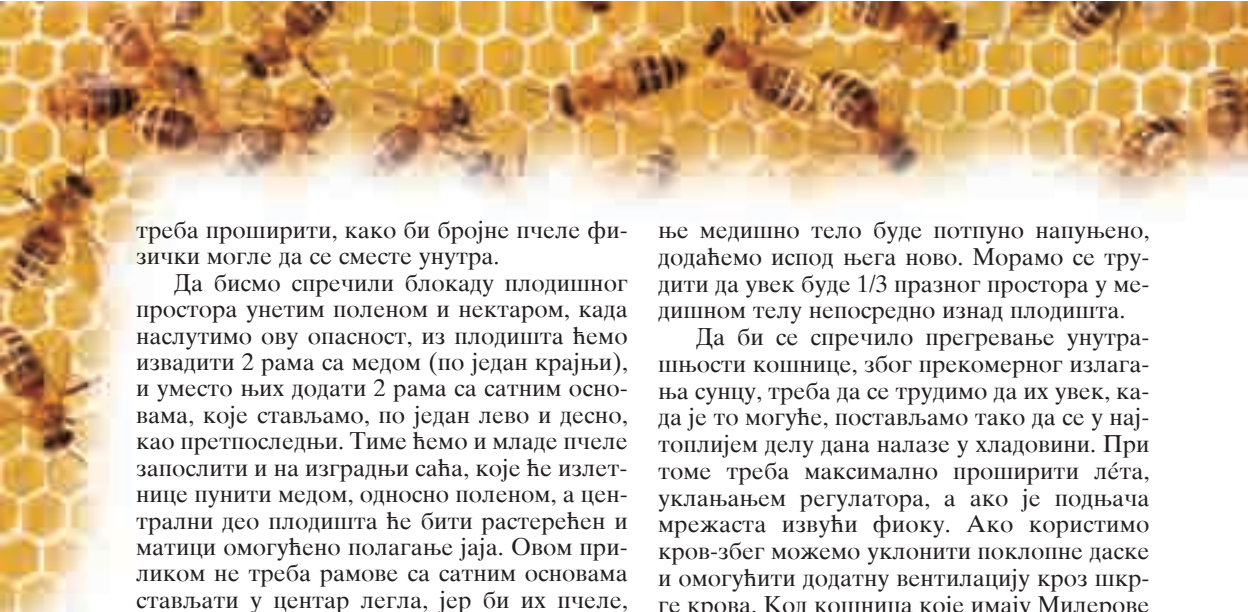 треба проширити, како би бројне пчеле фи-
зички могле да се сместе унутра.
Да бисмо спречили блокаду плодишног
простора унетим поленом и нектаром, када
наслутимо ову опасност, из плодишта ћемо
извадити 2 рама са медом (по један крајњи),
и уместо њих додати 2 рама са сатним осно-
вама, које стављамо, по један лево и десно,
као претпоследњи. Тиме ћемо и младе пчеле
запослити и на изградњи саћа, које ће излет-
нице пунити медом, односно поленом, а цен-
трални део плодишта ће бити растерећен и
матици омогућено полагање јаја. Овом при-
ликом не треба рамове са сатним основама
стављати у центар легла, јер би их пчеле,
ње медишно тело буде потпуно напуњено,
додаћемо испод њега ново. Морамо се тру-
дити да увек буде 1/3 празног простора у ме-
дишном телу непосредно изнад плодишта.
Да би се спречило прегревање унутра-
шњости кошнице, због прекомерног излага-
ња сунцу, треба да се трудимо да их увек, ка-
да је то могуће, постављамо тако да се у нај-
топлијем делу дана налазе у хладовини. При
томе треба максимално проширити лéта,
уклањањем регулатора, а ако је подњача
мрежаста извући фиоку. Ако користимо
кров-збег можемо уклонити поклопне даске
и омогућити додатну вентилацију кроз шкр-
ге крова. Код кошница које имају Милерове